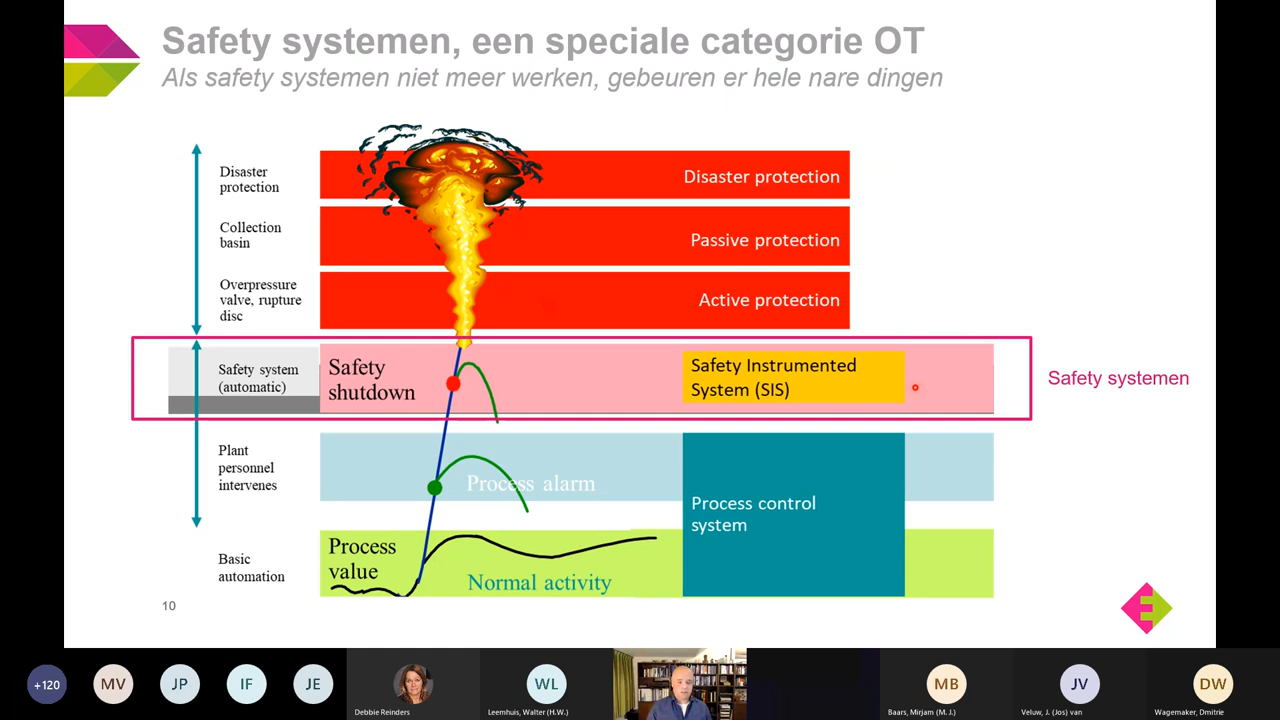 Safety systemen, een speciale categorie OT
Als safety systemen niet meer werken, gebeuren er hele nare dingen
Disaster
protection
Disaster protection
Collection
basin
Passive protection
Overpressure
valve, rupture
disc
Active protection
Safety system
(automatic)
Safety
shutdown
Safety Instrumented
System (SIS)
Safety systemen
Plant
personnel
intervenes
Process alarm
Process control
system
Basic
automation
Process
value
Normal activity
10
+120
MV
JP
IF
JE
Debbie Reinders
WL
Leemhuis, Walter (H.W.)
MB
Baars, Mirjam (M. J.)
JV
Veluw, J. (Jos) van
DW
Wagemaker, Dmitrie